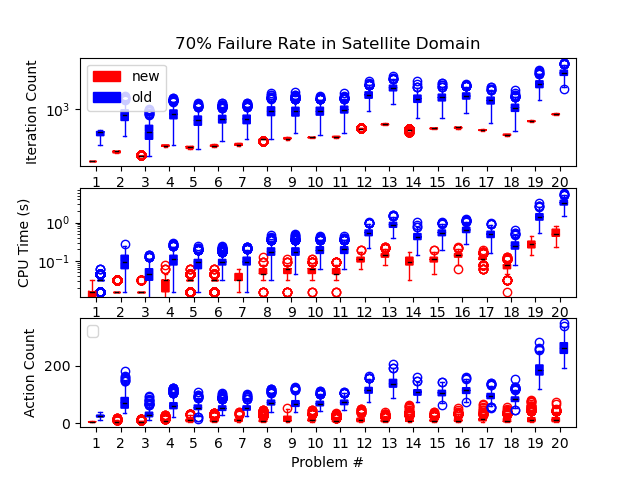 70% Failure Rate in Satellite Domain
Iteration Count
new
old
10³
1 2 3 4 5 6 7 8 9 10 11 12 13 14 15 16 17 18 19 20
CPU Time (s)
10⁰
10⁻¹
1 2 3 4 5 6 7 8 9 10 11 12 13 14 15 16 17 18 19 20
Action Count
200
0
1 2 3 4 5 6 7 8 9 10 11 12 13 14 15 16 17 18 19 20
Problem #